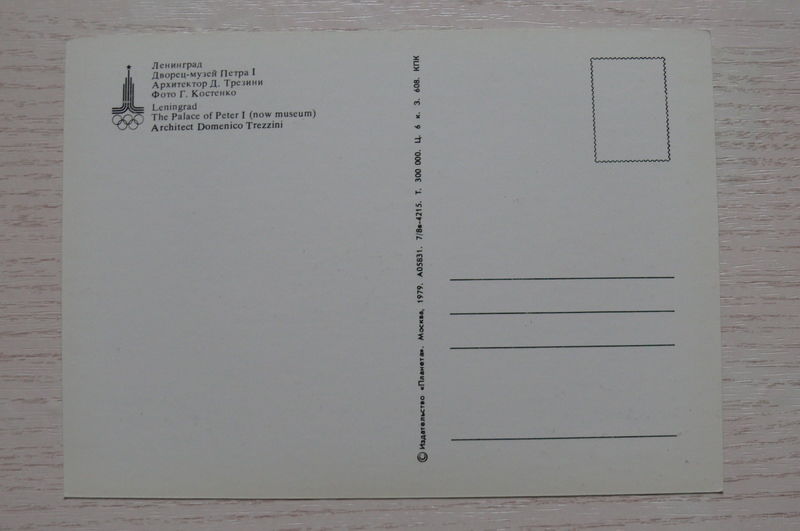 Ленинград
Дворец-музей Петра I
Архитектор Д. Трезини
Фото Г. Костенко
Leningrad
The Palace of Peter I (now museum)
Architect Domenico Trezzini
© Издательство «Планета». Москва, 1979. А05831. 7/8в-4215. Т. 300 000. Ц. 6 к. З. 608. КПК